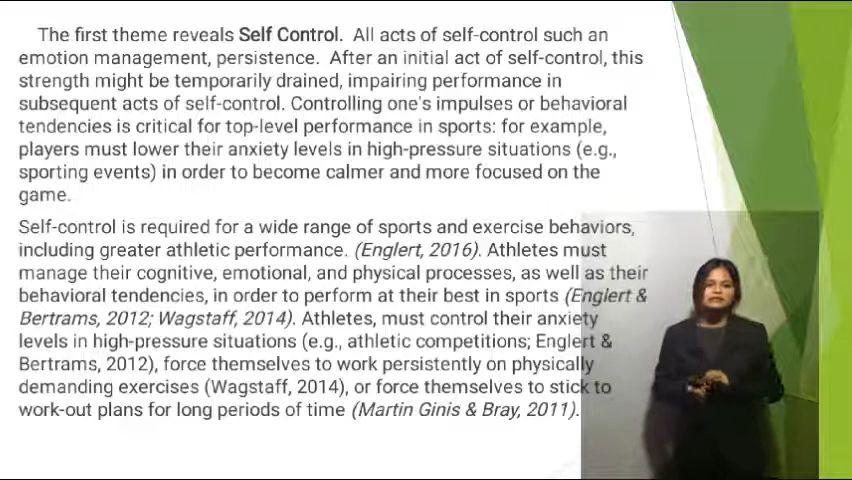 The first theme reveals Self Control. All acts of self-control such an
emotion management, persistence. After an initial act of self-control, this
strength might be temporarily drained, impairing performance in
subsequent acts of self-control. Controlling one's impulses or behavioral
tendencies is critical for top-level performance in sports: for example,
players must lower their anxiety levels in high-pressure situations (e.g.,
sporting events) in order to become calmer and more focused on the
game.
Self-control is required for a wide range of sports and exercise behaviors,
including greater athletic performance. (Englert, 2016). Athletes must
manage their cognitive, emotional, and physical processes, as well as their
behavioral tendencies, in order to perform at their best in sports (Englert &
Bertrams, 2012; Wagstaff, 2014). Athletes, must control their anxiety
levels in high-pressure situations (e.g., athletic competitions; Englert &
Bertrams, 2012), force themselves to work persistently on physically
demanding exercises (Wagstaff, 2014), or force themselves to stick to
work-out plans for long periods of time (Martin Ginis & Bray, 2011).